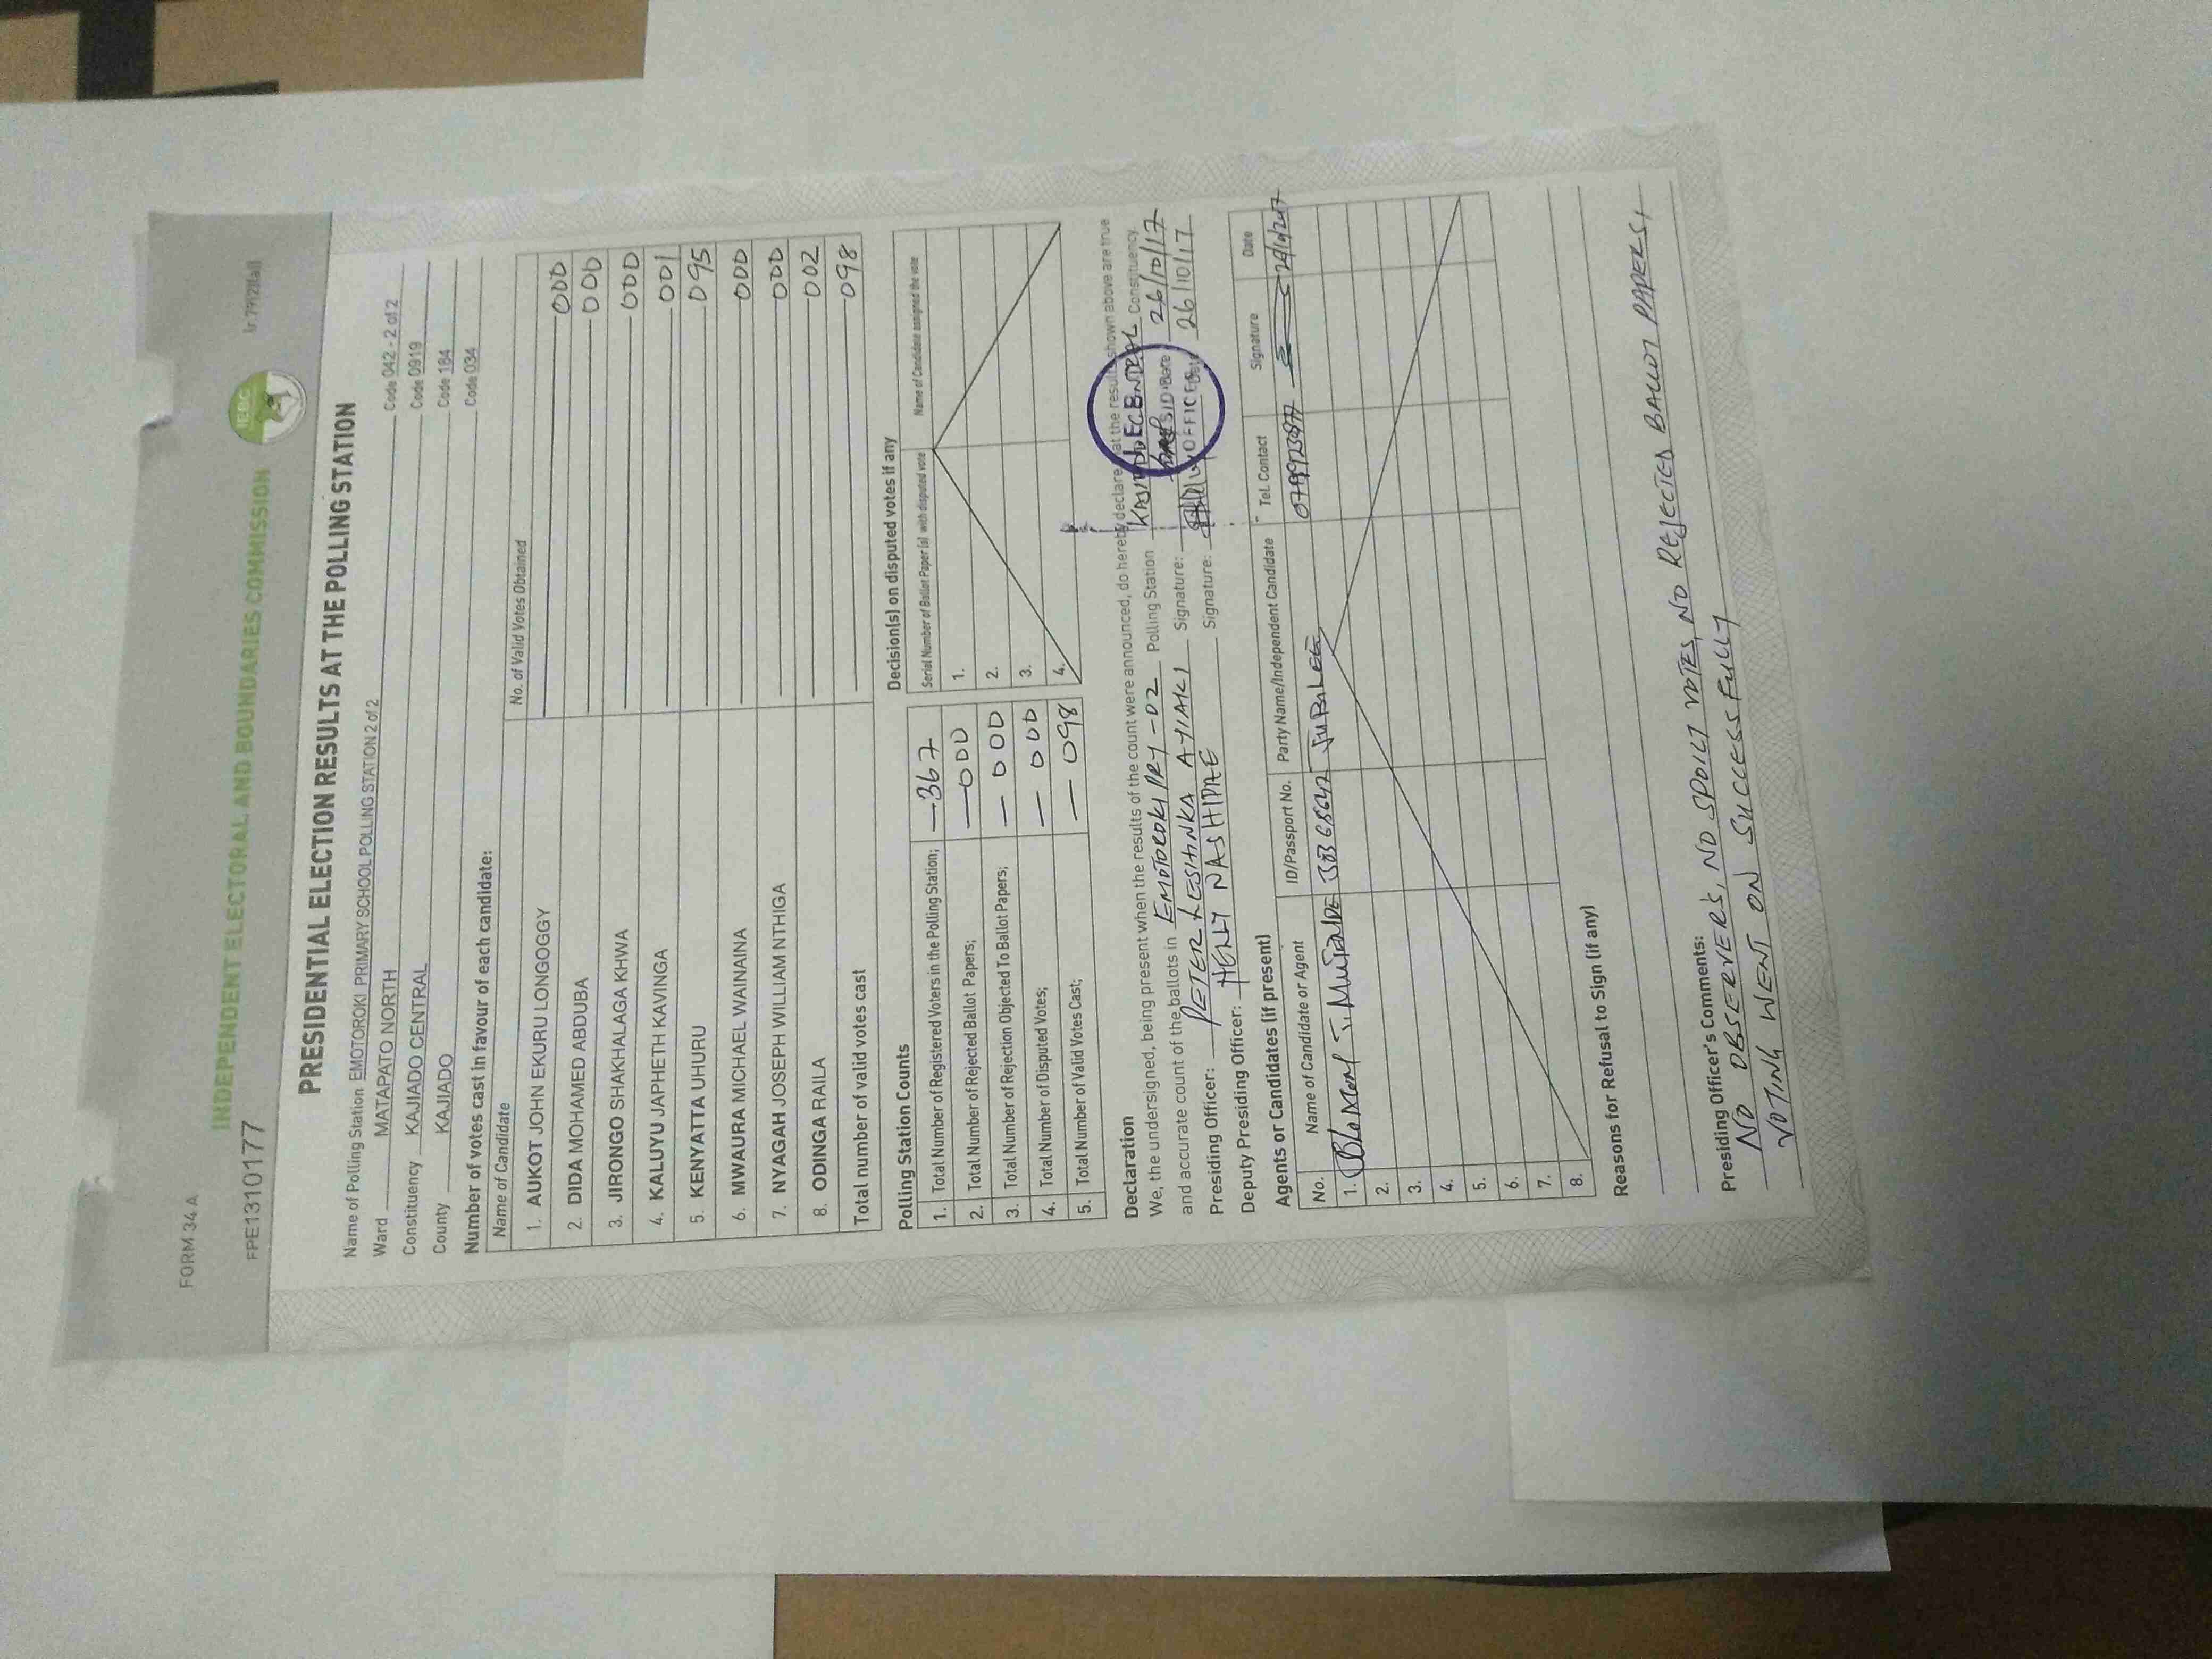 FORM 34 A
FPE1310177
INDEPENDENT ELECTORAL AND BOUNDARIES COMMISSION
IEBC
PRESIDENTIAL ELECTION RESULTS AT THE POLLING STATION
Name of Polling Station EMOTOROKI PRIMARY SCHOOL POLLING STATION 2 of 2 Code 042 - 2 of 2
Ward MATAPATO NORTH Code 0919
Constituency KAJIADO CENTRAL Code 184
County KAJIADO Code 034
Number of votes cast in favour of each candidate:
Name of Candidate No. of Valid Votes Obtained
1. AUKOT JOHN EKURU LONGOGGY 000
2. DIDA MOHAMED ABDUBA 000
3. JIRONGO SHAKHALAGA KHWA 000
4. KALUYU JAPHETH KAVINGA 001
5. KENYATTA UHURU 095
6. MWAURA MICHAEL WAINAINA 000
7. NYAGAH JOSEPH WILLIAM NTHIGA 000
8. ODINGA RAILA 002
Total number of valid votes cast 098
Polling Station Counts
1. Total Number of Registered Voters in the Polling Station; 367
2. Total Number of Rejected Ballot Papers; 000
3. Total Number of Rejection Objected To Ballot Papers; 000
4. Total Number of Disputed Votes; 000
5. Total Number of Valid Votes Cast; 098
Decision(s) on disputed votes if any
Serial Number of Ballot Paper (s) with disputed vote Name of Candidate assigned the vote
1.
2.
3.
4.
Declaration
We, the undersigned, being present when the results of the count were announced, do hereby declare that the results shown above are true
and accurate count of the ballots in EMOTOROKI PRY - 02 Polling Station KAJIADO CENTRAL Constituency.
Presiding Officer: PETER LESHINKA Signature: Date 26/10/17
Deputy Presiding Officer: HELLY NASHIPAE Signature: Date 26/10/17
Agents or Candidates (if present)
No. Name of Candidate or Agent ID/Passport No. Party Name/Independent Candidate Tel. Contact Signature Date
1.
2.
3.
4.
5.
6.
7.
8.
Reasons for Refusal to Sign (if any)
Presiding Officer's Comments:
NO OBSERVERS, NO SPOILT VOTES, NO REJECTED BALLOT PAPERS,
VOTING WENT ON SUCCESSFULLY